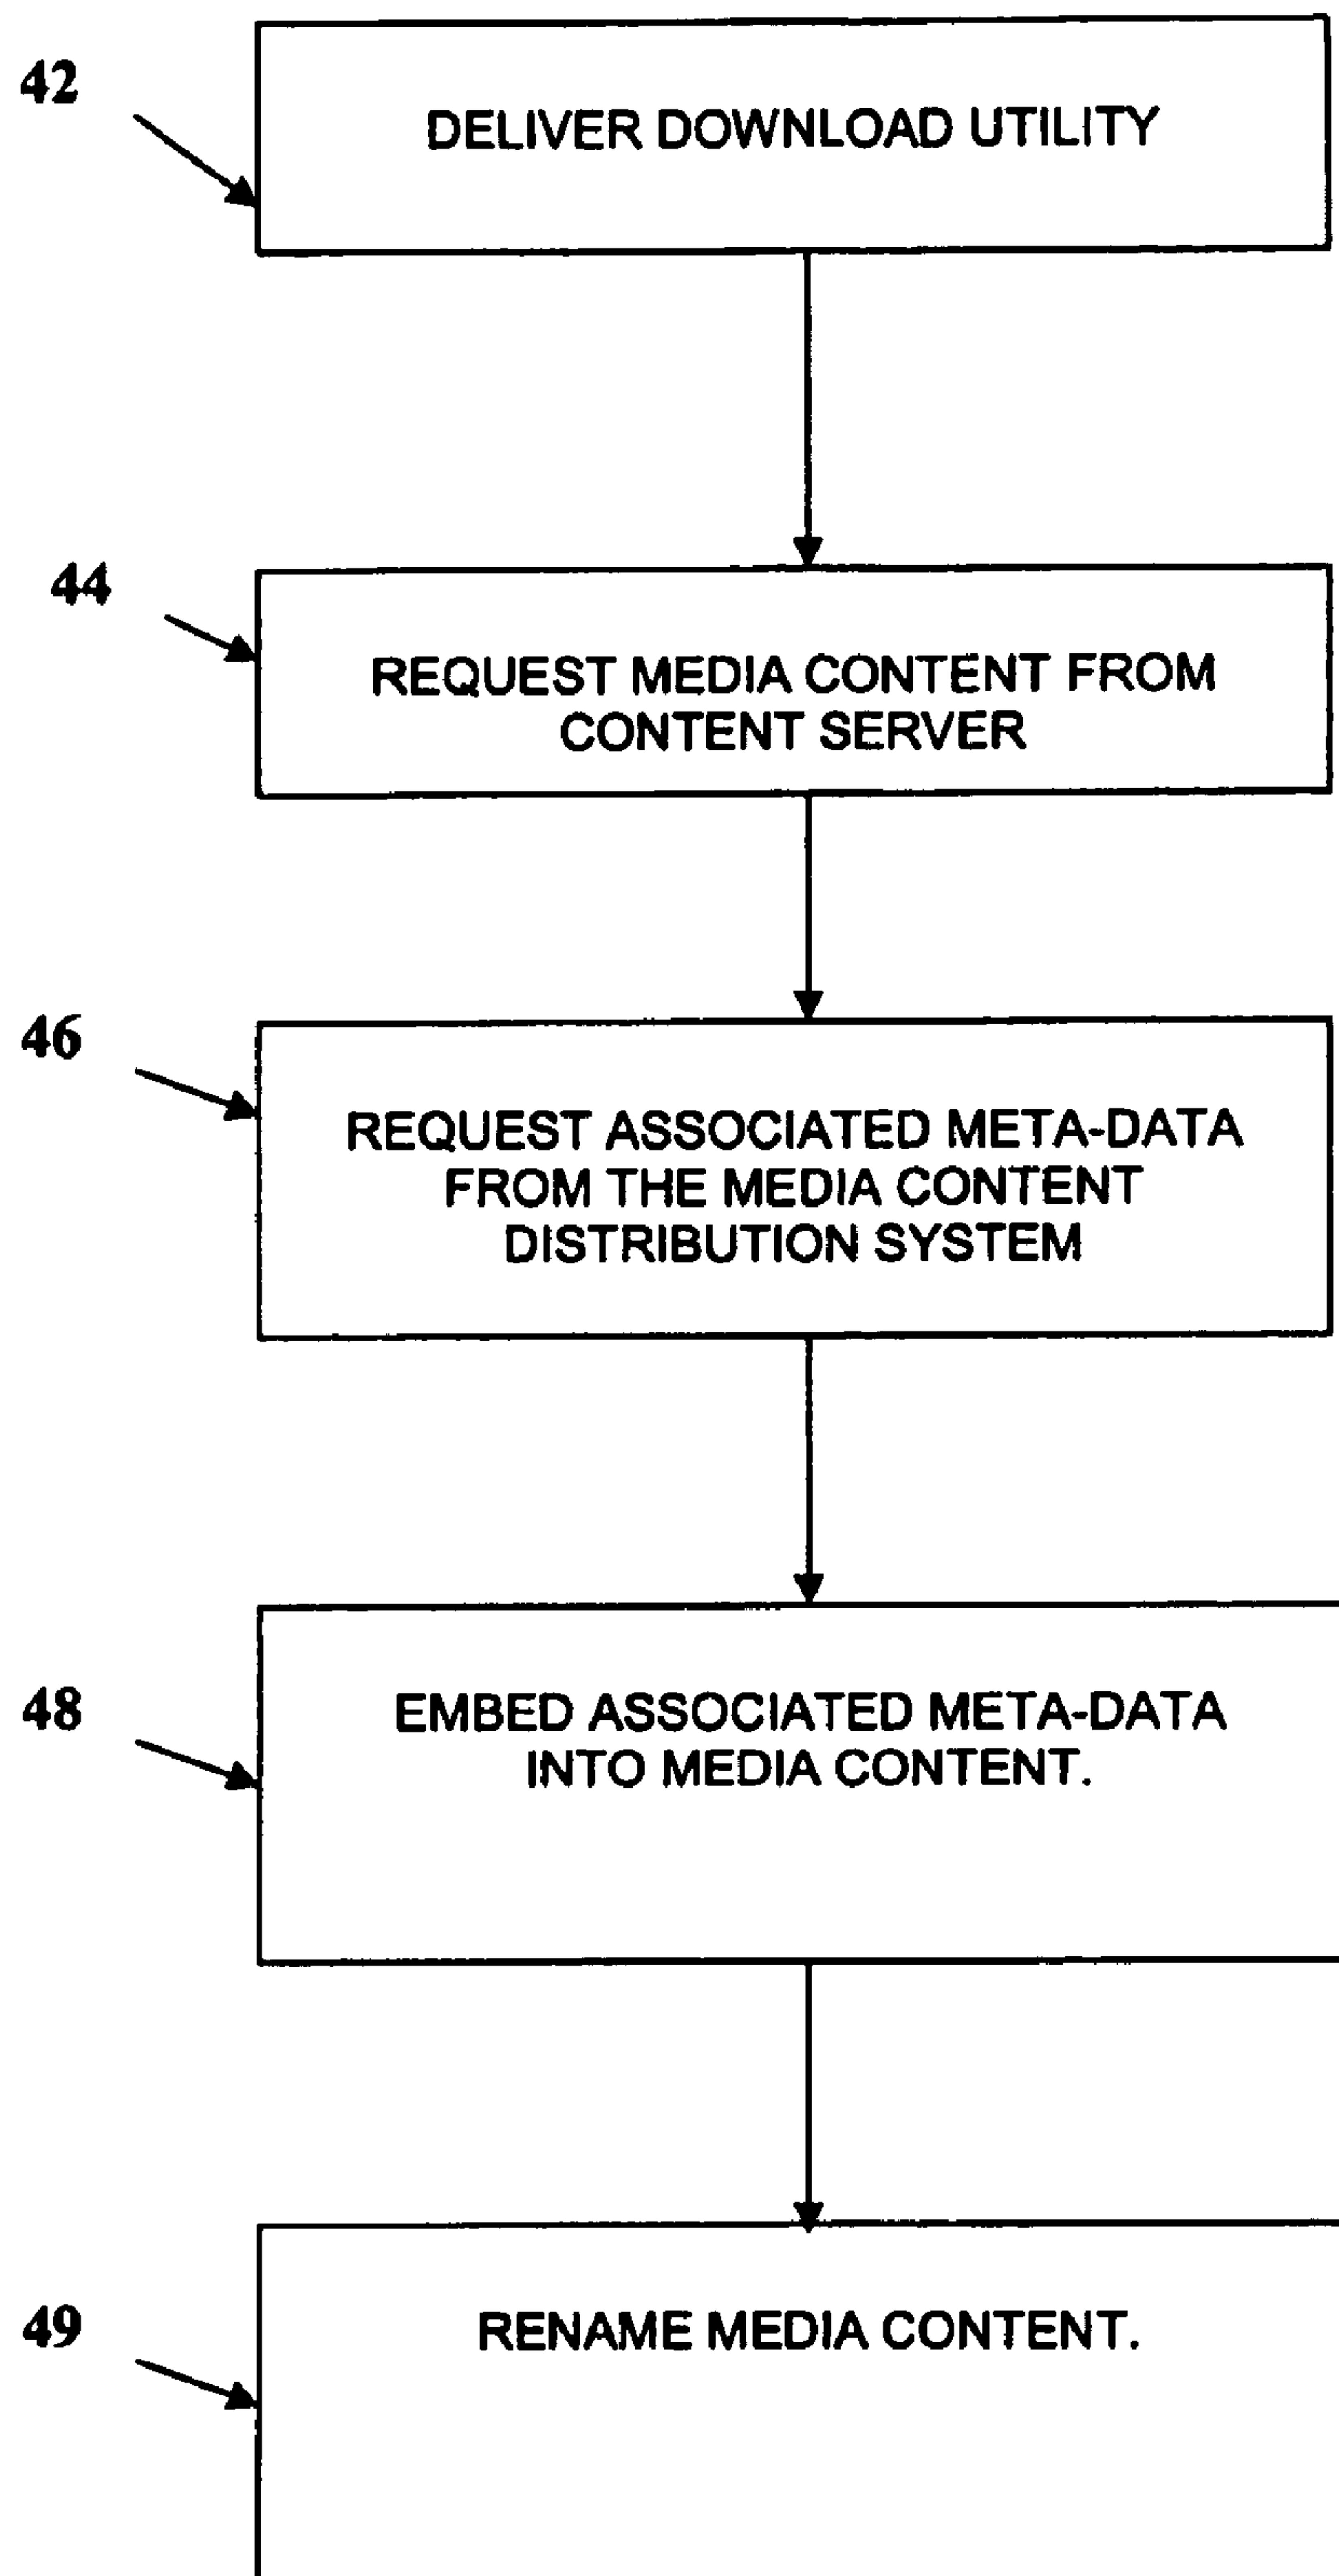 42
DELIVER DOWNLOAD UTILITY
44
REQUEST MEDIA CONTENT FROM
CONTENT SERVER
46
REQUEST ASSOCIATED META-DATA
FROM THE MEDIA CONTENT
DISTRIBUTION SYSTEM
48
EMBED ASSOCIATED META-DATA
INTO MEDIA CONTENT.
49
RENAME MEDIA CONTENT.